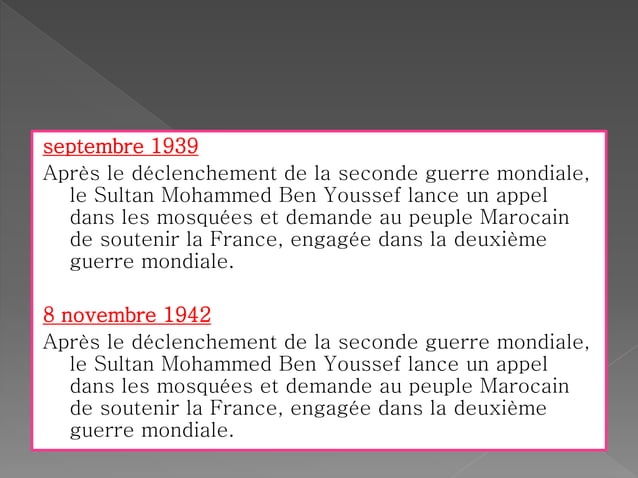 septembre 1939
Après le déclenchement de la seconde guerre mondiale,
le Sultan Mohammed Ben Youssef lance un appel
dans les mosquées et demande au peuple Marocain
de soutenir la France, engagée dans la deuxième
guerre mondiale.
8 novembre 1942
Après le déclenchement de la seconde guerre mondiale,
le Sultan Mohammed Ben Youssef lance un appel
dans les mosquées et demande au peuple Marocain
de soutenir la France, engagée dans la deuxième
guerre mondiale.